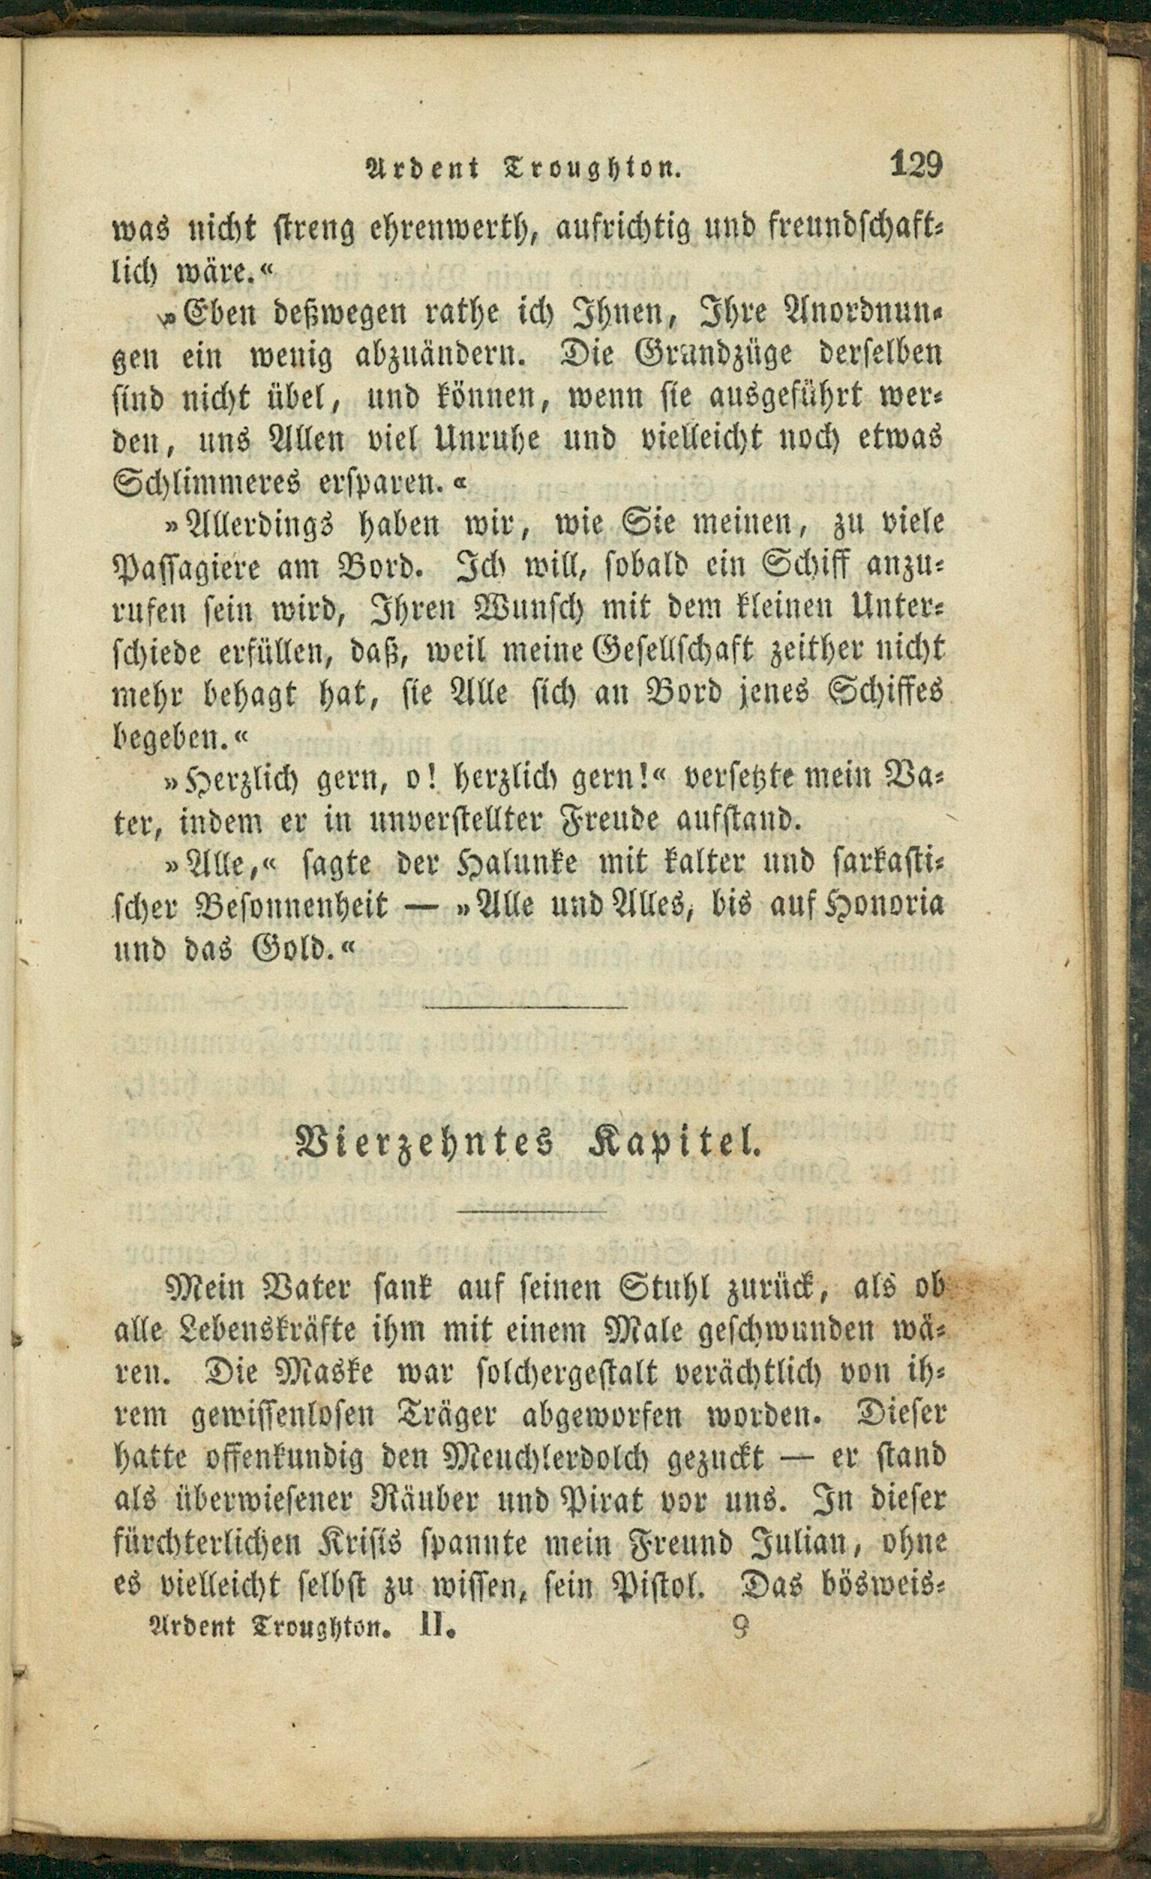 Ardent Troughton. 129
was nicht streng ehrenwerth, aufrichtig und freundschaft-
lich wäre.“
»Eben deßwegen rathe ich Ihnen, Ihre Anordnun-
gen ein wenig abzuändern. Die Grundzüge derselben
sind nicht übel, und können, wenn sie ausgeführt wer-
den, uns Allen viel Unruhe und vielleicht noch etwas
Schlimmeres ersparen.“
»Allerdings haben wir, wie Sie meinen, zu viele
Passagiere am Bord. Ich will, sobald ein Schiff anzu-
rufen sein wird, Ihren Wunsch mit dem kleinen Unter-
schiede erfüllen, daß, weil meine Gesellschaft zeither nicht
mehr behagt hat, sie Alle sich an Bord jenes Schiffes
begeben.“
»Herzlich gern, o! herzlich gern!“ versetzte mein Va-
ter, indem er in unverstellter Freude aufstand.
»Alle,“ sagte der Halunke mit kalter und sarkasti-
scher Besonnenheit — »Alle und Alles, bis auf Honoria
und das Gold.“
Vierzehntes Kapitel.
Mein Vater sank auf seinen Stuhl zurück, als ob
alle Lebenskräfte ihm mit einem Male geschwunden wä-
ren. Die Maske war solchergestalt verächtlich von ih-
rem gewissenlosen Träger abgeworfen worden. Dieser
hatte offenkundig den Meuchlerdolch gezuckt — er stand
als überwiesener Räuber und Pirat vor uns. In dieser
fürchterlichen Krisis spannte mein Freund Julian, ohne
es vielleicht selbst zu wissen, sein Pistol. Das bösweis-
Ardent Troughton. II. 9